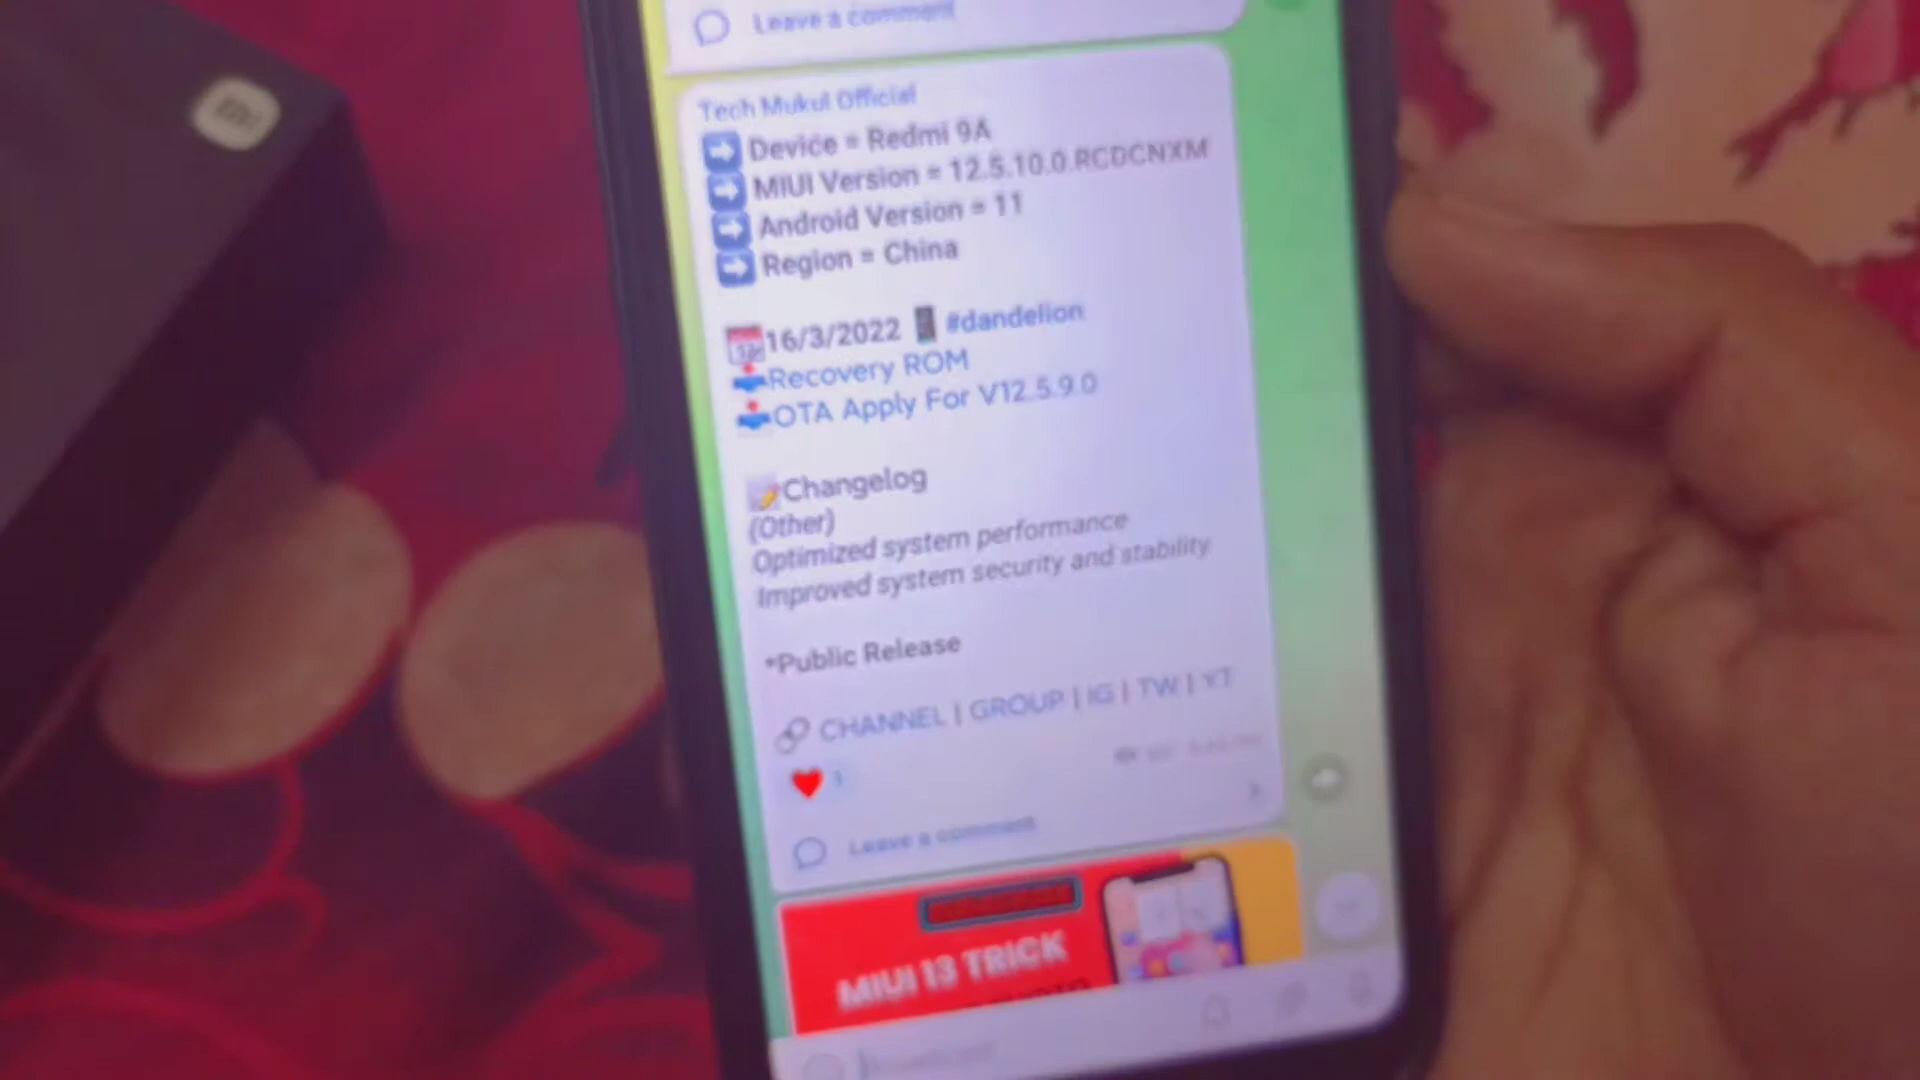 Leave a comment
Tech Mukul Official
➡ Device = Redmi 9A
➡ MIUI Version = 12.5.10.0.RCDCNXM
➡ Android Version = 11
➡ Region = China
📅16/3/2022 📱 #dandelion
📥Recovery ROM
📥OTA Apply For V12.5.9.0
📝Changelog
(Other)
Optimized system performance
Improved system security and stability
*Public Release
🔗 CHANNEL | GROUP | IG | TW | YT
❤ 1
Leave a comment
MIUI 13 TRICK